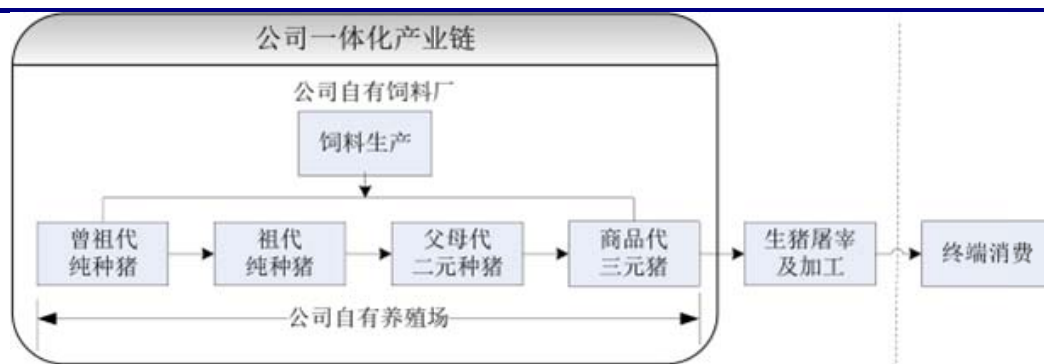 公司一体化产业链
公司自有饲料厂
饲料生产
曾祖代
纯种猪
祖代
纯种猪
父母代
二元种猪
商品代
三元猪
生猪屠宰
及加工
终端消费
公司自有养殖场